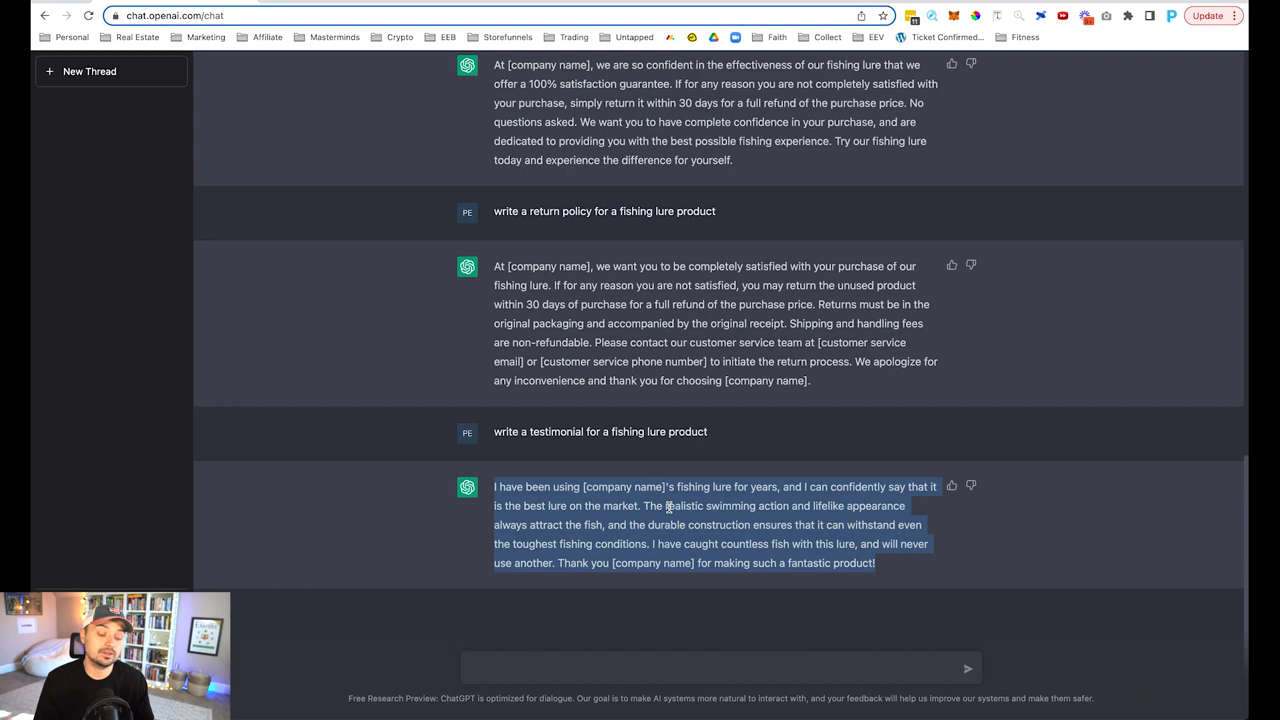 chat.openai.com/chat
11
Update
Personal
Real Estate
Marketing
Affiliate
Masterminds
Crypto
EEB
Storefunnels
Trading
Untapped
Faith
Collect
EEV
Ticket Confirmed...
Fitness
+ New Thread
At [company name], we are so confident in the effectiveness of our fishing lure that we
offer a 100% satisfaction guarantee. If for any reason you are not completely satisfied with
your purchase, simply return it within 30 days for a full refund of the purchase price. No
questions asked. We want you to have complete confidence in your purchase, and are
dedicated to providing you with the best possible fishing experience. Try our fishing lure
today and experience the difference for yourself.
PE
write a return policy for a fishing lure product
At [company name], we want you to be completely satisfied with your purchase of our
fishing lure. If for any reason you are not satisfied, you may return the unused product
within 30 days of purchase for a full refund of the purchase price. Returns must be in the
original packaging and accompanied by the original receipt. Shipping and handling fees
are non-refundable. Please contact our customer service team at [customer service
email] or [customer service phone number] to initiate the return process. We apologize for
any inconvenience and thank you for choosing [company name].
PE
write a testimonial for a fishing lure product
I have been using [company name]'s fishing lure for years, and I can confidently say that it
is the best lure on the market. The realistic swimming action and lifelike appearance
always attract the fish, and the durable construction ensures that it can withstand even
the toughest fishing conditions. I have caught countless fish with this lure, and will never
use another. Thank you [company name] for making such a fantastic product!
Free Research Preview: ChatGPT is optimized for dialogue. Our goal is to make AI systems more natural to interact with, and your feedback will help us improve our systems and make them safer.